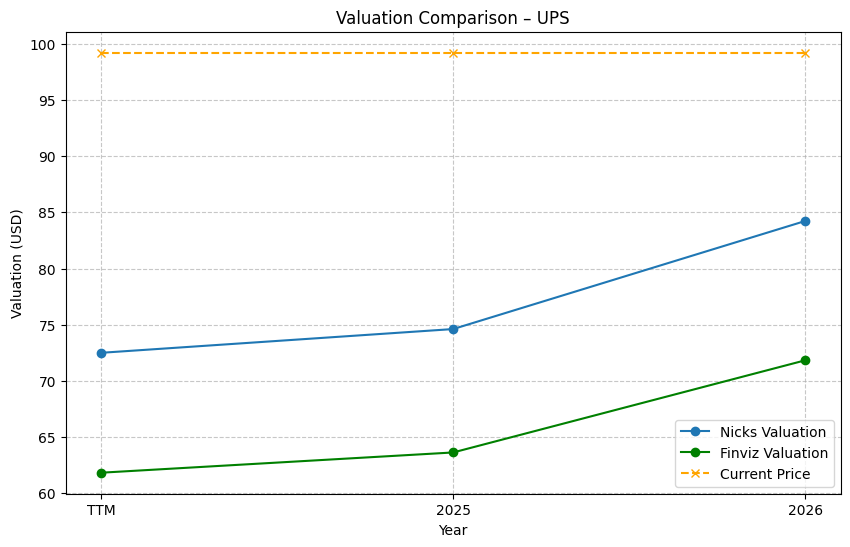 Valuation Comparison – UPS
Valuation (USD)
100
95
90
85
80
75
70
65
60
TTM
2025
2026
Year
Nicks Valuation
Finviz Valuation
Current Price